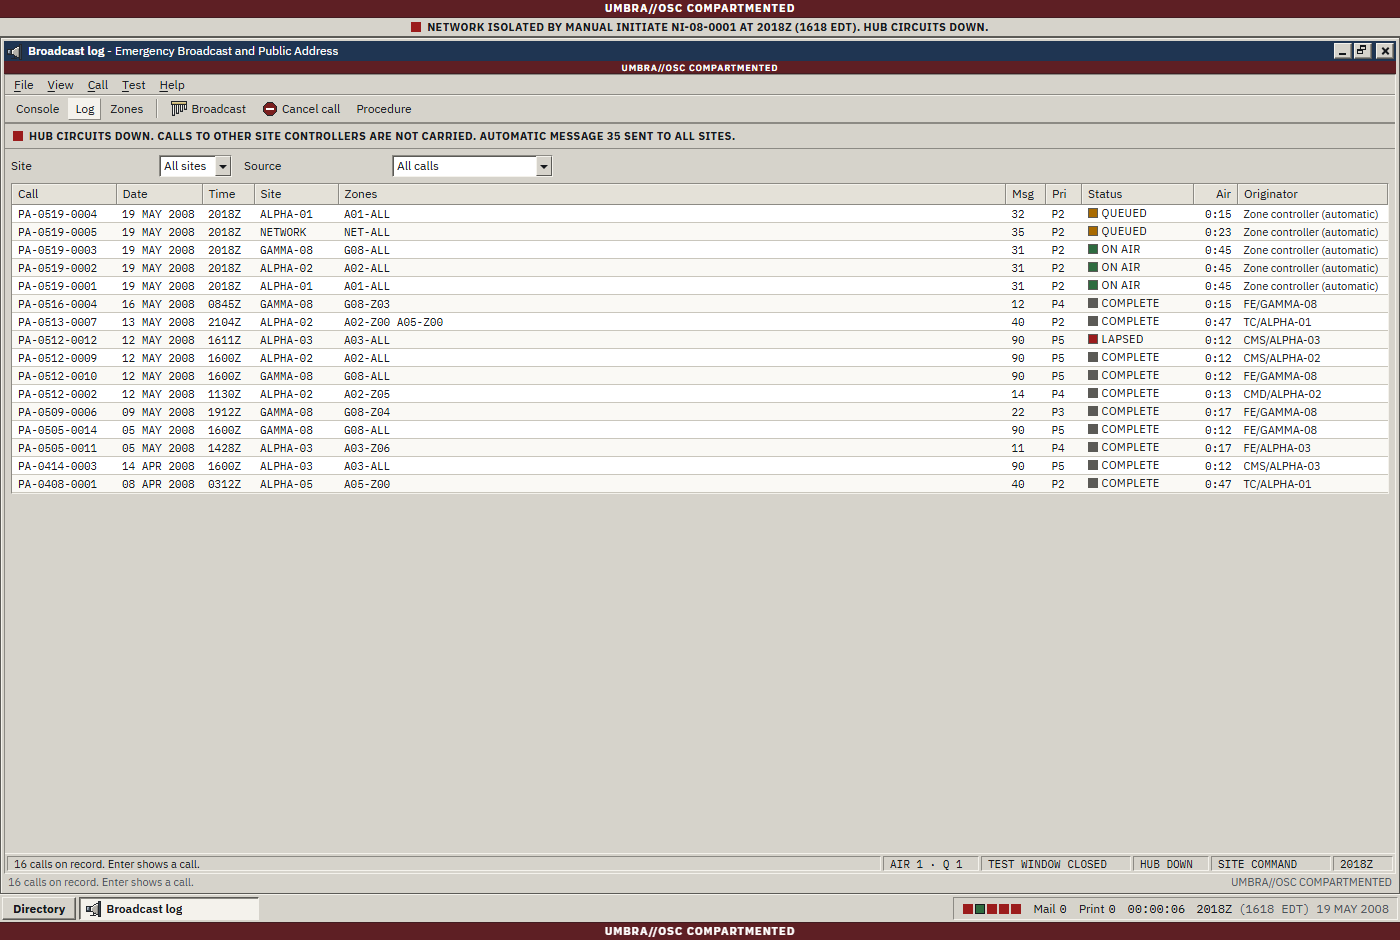 UMBRA//OSC COMPARTMENTED
NETWORK ISOLATED BY MANUAL INITIATE NI-08-0001 AT 2018Z (1618 EDT). HUB CIRCUITS DOWN.
Broadcast log - Emergency Broadcast and Public Address
UMBRA//OSC COMPARTMENTED
File View Call Test Help
Console Log Zones Broadcast Cancel call Procedure
HUB CIRCUITS DOWN. CALLS TO OTHER SITE CONTROLLERS ARE NOT CARRIED. AUTOMATIC MESSAGE 35 SENT TO ALL SITES.
Site All sites Source All calls
Call Date Time Site Zones Msg Pri Status Air Originator
PA-0519-0004 19 MAY 2008 2018Z ALPHA-01 A01-ALL 32 P2 QUEUED 0:15 Zone controller (automatic)
PA-0519-0005 19 MAY 2008 2018Z NETWORK NET-ALL 35 P2 QUEUED 0:23 Zone controller (automatic)
PA-0519-0003 19 MAY 2008 2018Z GAMMA-08 G08-ALL 31 P2 ON AIR 0:45 Zone controller (automatic)
PA-0519-0002 19 MAY 2008 2018Z ALPHA-02 A02-ALL 31 P2 ON AIR 0:45 Zone controller (automatic)
PA-0519-0001 19 MAY 2008 2018Z ALPHA-01 A01-ALL 31 P2 ON AIR 0:45 Zone controller (automatic)
PA-0516-0004 16 MAY 2008 0845Z GAMMA-08 G08-Z03 12 P4 COMPLETE 0:15 FE/GAMMA-08
PA-0513-0007 13 MAY 2008 2104Z ALPHA-02 A02-Z00 A05-Z00 40 P2 COMPLETE 0:47 TC/ALPHA-01
PA-0512-0012 12 MAY 2008 1611Z ALPHA-03 A03-ALL 90 P5 LAPSED 0:12 CMS/ALPHA-03
PA-0512-0009 12 MAY 2008 1600Z ALPHA-02 A02-ALL 90 P5 COMPLETE 0:12 CMS/ALPHA-02
PA-0512-0010 12 MAY 2008 1600Z GAMMA-08 G08-ALL 90 P5 COMPLETE 0:12 FE/GAMMA-08
PA-0512-0002 12 MAY 2008 1130Z ALPHA-02 A02-Z05 14 P4 COMPLETE 0:13 CMD/ALPHA-02
PA-0509-0006 09 MAY 2008 1912Z GAMMA-08 G08-Z04 22 P3 COMPLETE 0:17 FE/GAMMA-08
PA-0505-0014 05 MAY 2008 1600Z GAMMA-08 G08-ALL 90 P5 COMPLETE 0:12 FE/GAMMA-08
PA-0505-0011 05 MAY 2008 1428Z ALPHA-03 A03-Z06 11 P4 COMPLETE 0:17 FE/ALPHA-03
PA-0414-0003 14 APR 2008 1600Z ALPHA-03 A03-ALL 90 P5 COMPLETE 0:12 CMS/ALPHA-03
PA-0408-0001 08 APR 2008 0312Z ALPHA-05 A05-Z00 40 P2 COMPLETE 0:47 TC/ALPHA-01
16 calls on record. Enter shows a call. AIR 1 · Q 1 TEST WINDOW CLOSED HUB DOWN SITE COMMAND 2018Z
16 calls on record. Enter shows a call. UMBRA//OSC COMPARTMENTED
Directory Broadcast log Mail 0 Print 0 00:00:06 2018Z (1618 EDT) 19 MAY 2008
UMBRA//OSC COMPARTMENTED